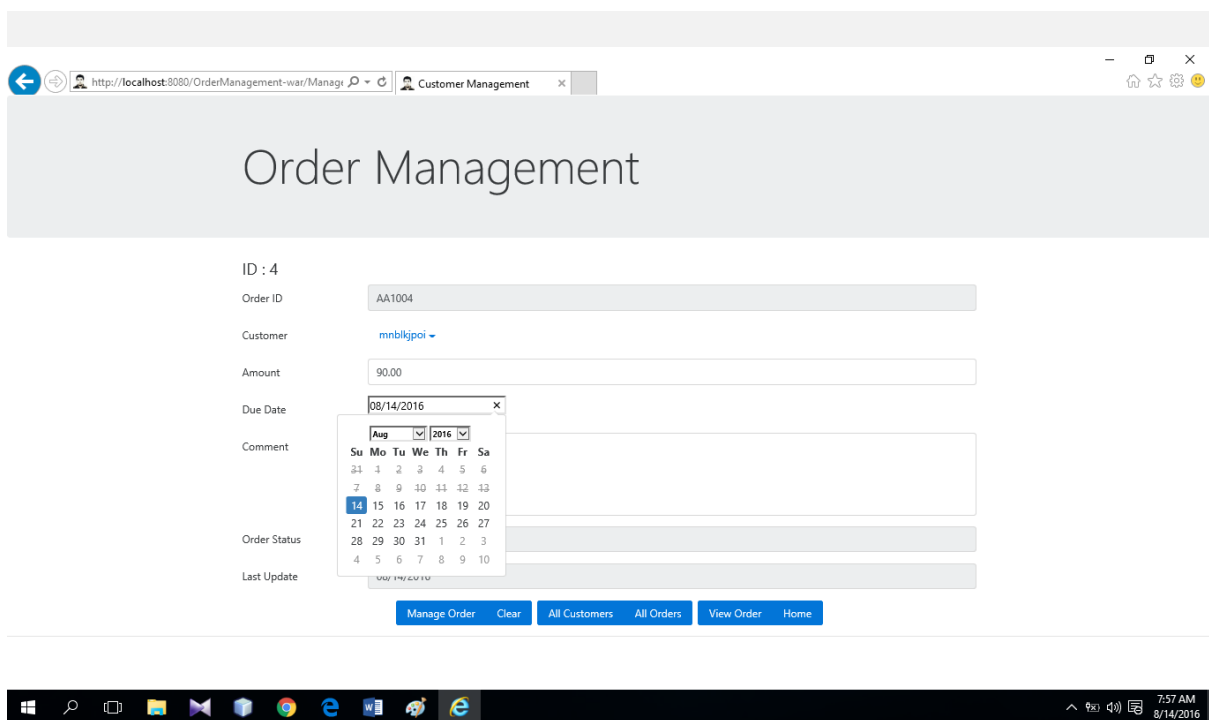 http://localhost:8080/OrderManagement-war/Manage
Customer Management
Order Management
ID : 4
Order ID AA1004
Customer mnblkjpoi
Amount 90.00
Due Date 08/14/2016
Aug 2016
Comment
Su Mo Tu We Th Fr Sa
31 1 2 3 4 5 6
7 8 9 10 11 12 13
14 15 16 17 18 19 20
21 22 23 24 25 26 27
28 29 30 31 1 2 3
4 5 6 7 8 9 10
Order Status
Last Update 08/14/2016
Manage Order Clear All Customers All Orders View Order Home
7:57 AM
8/14/2016